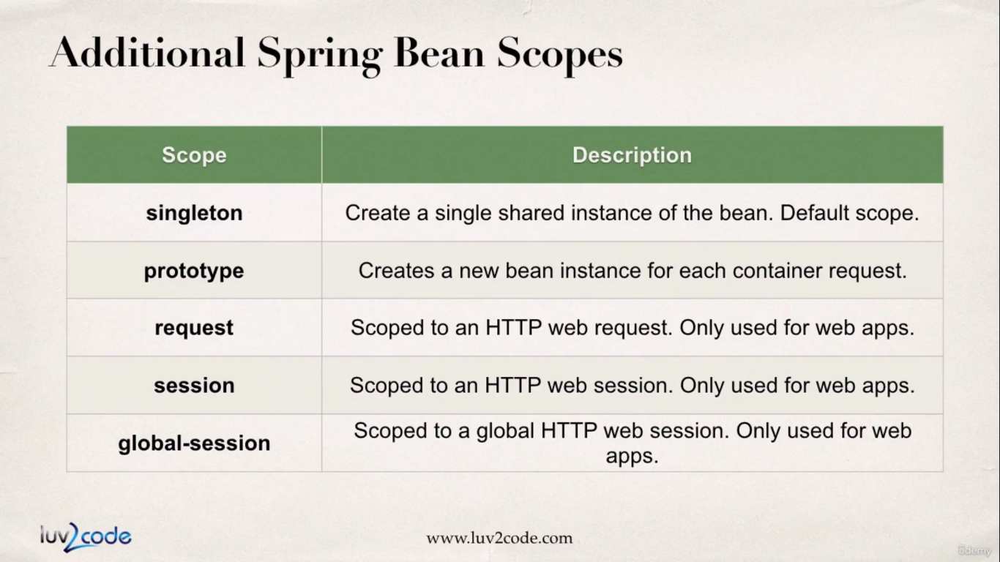 Additional Spring Bean Scopes
Scope Description
singleton Create a single shared instance of the bean. Default scope.
prototype Creates a new bean instance for each container request.
request Scoped to an HTTP web request. Only used for web apps.
session Scoped to an HTTP web session. Only used for web apps.
global-session Scoped to a global HTTP web session. Only used for web
apps.
luv2code www.luv2code.com
ûdemy